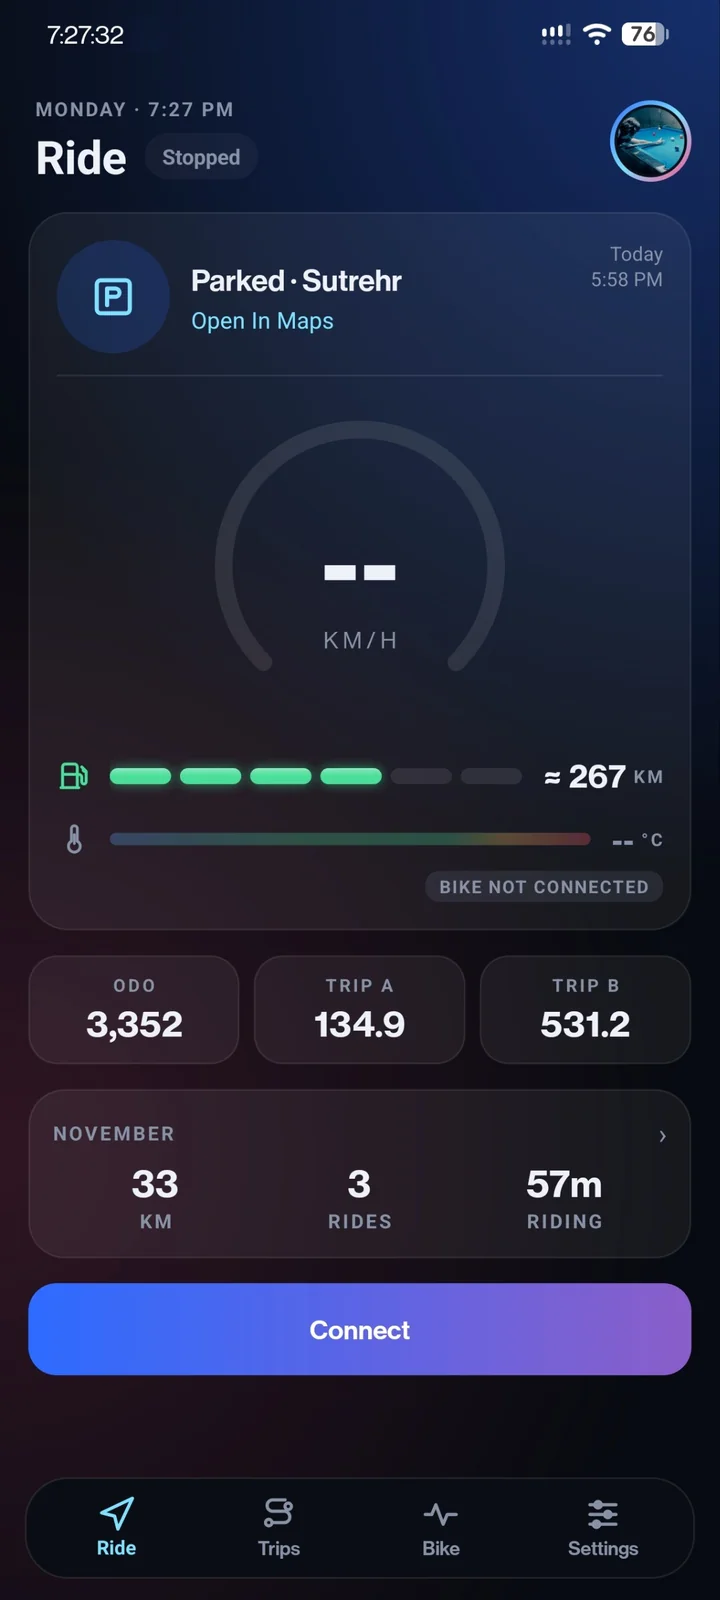 7:27:32
76
MONDAY · 7:27 PM
Ride
Stopped
P
Parked · Sutrehr
Open In Maps
Today
5:58 PM
--
KM/H
≈ 267 KM
-- °C
BIKE NOT CONNECTED
ODO
3,352
TRIP A
134.9
TRIP B
531.2
NOVEMBER
›
33
KM
3
RIDES
57m
RIDING
Connect
Ride
Trips
Bike
Settings